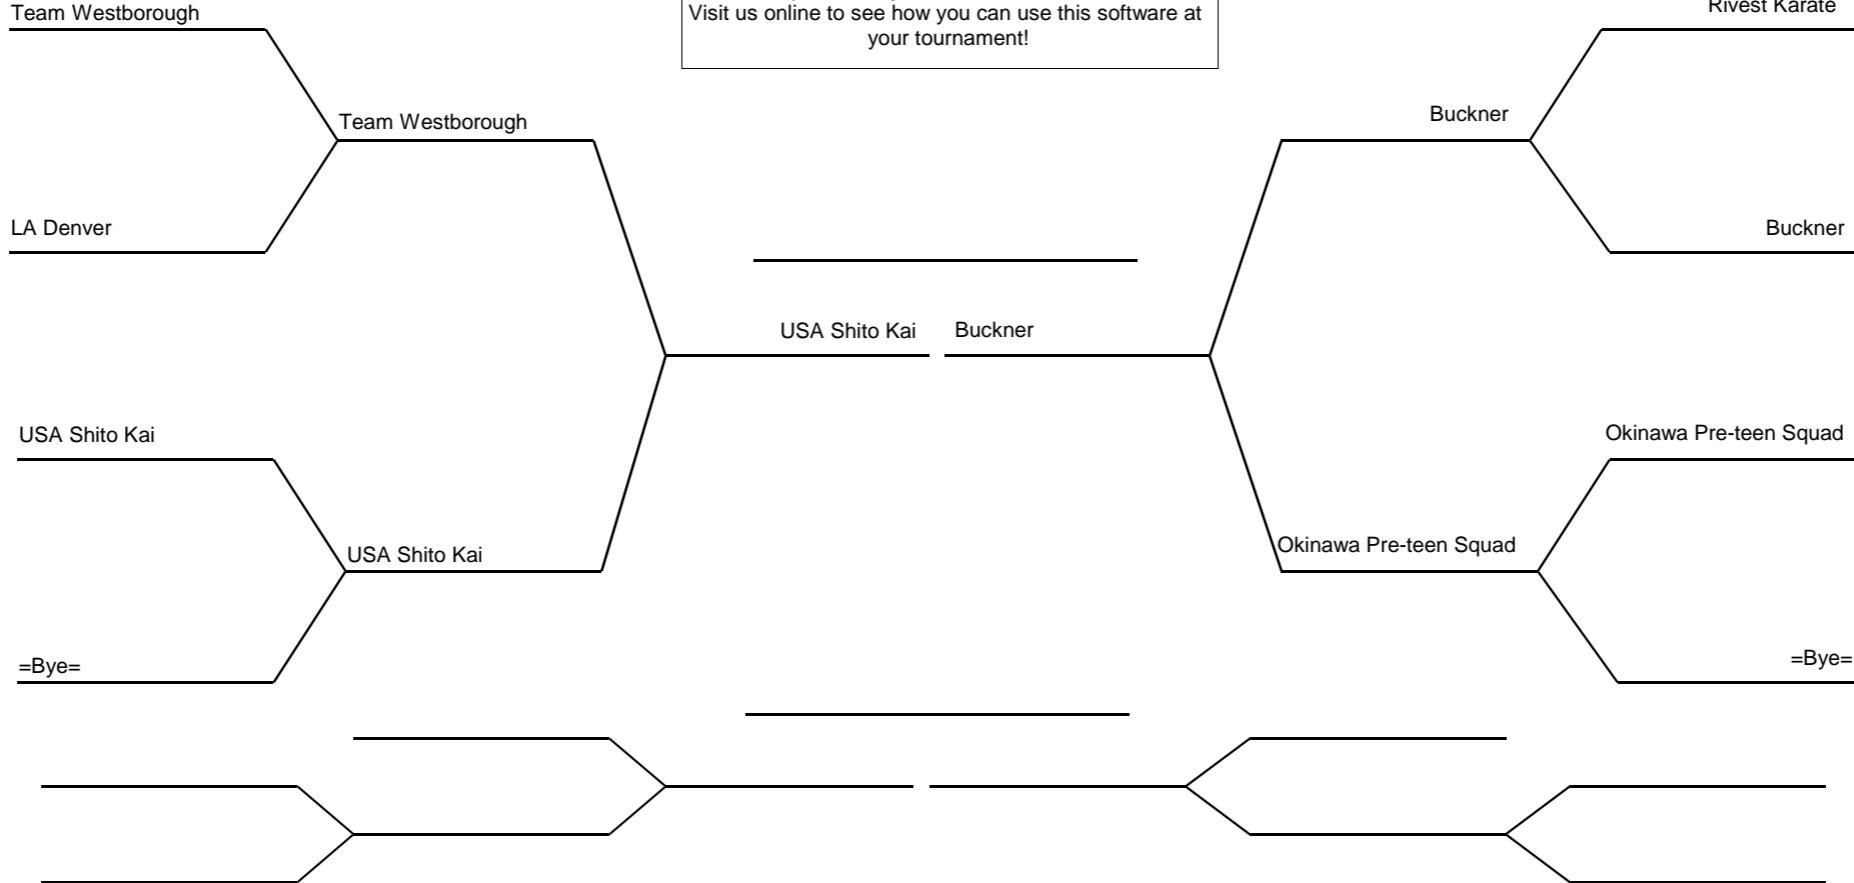 Team Westborough
Visit us online to see how you can use this software at
your tournament!
Rivest Karate
Team Westborough
Buckner
LA Denver
Buckner
USA Shito Kai
Buckner
USA Shito Kai
Okinawa Pre-teen Squad
USA Shito Kai
Okinawa Pre-teen Squad
=Bye=
=Bye=